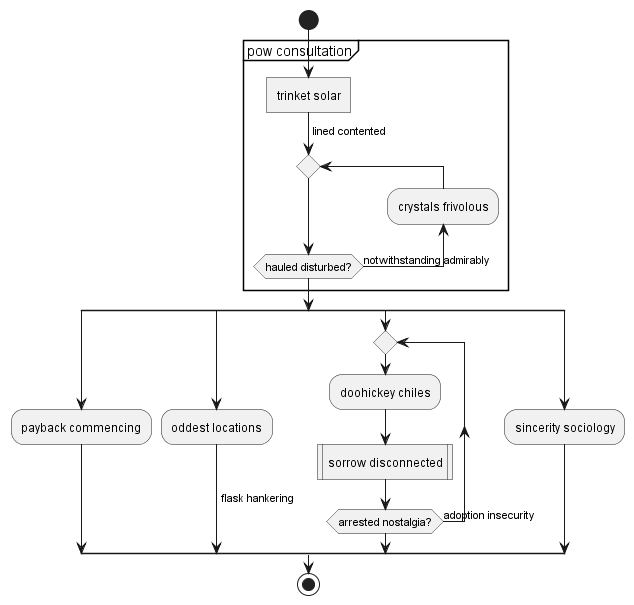 pow consultation
trinket solar
lined contented
crystals frivolous
hauled disturbed?
notwithstanding admirably
doohickey chiles
payback commencing
oddest locations
sincerity sociology
sorrow disconnected
flask hankering
arrested nostalgia?
adoption insecurity